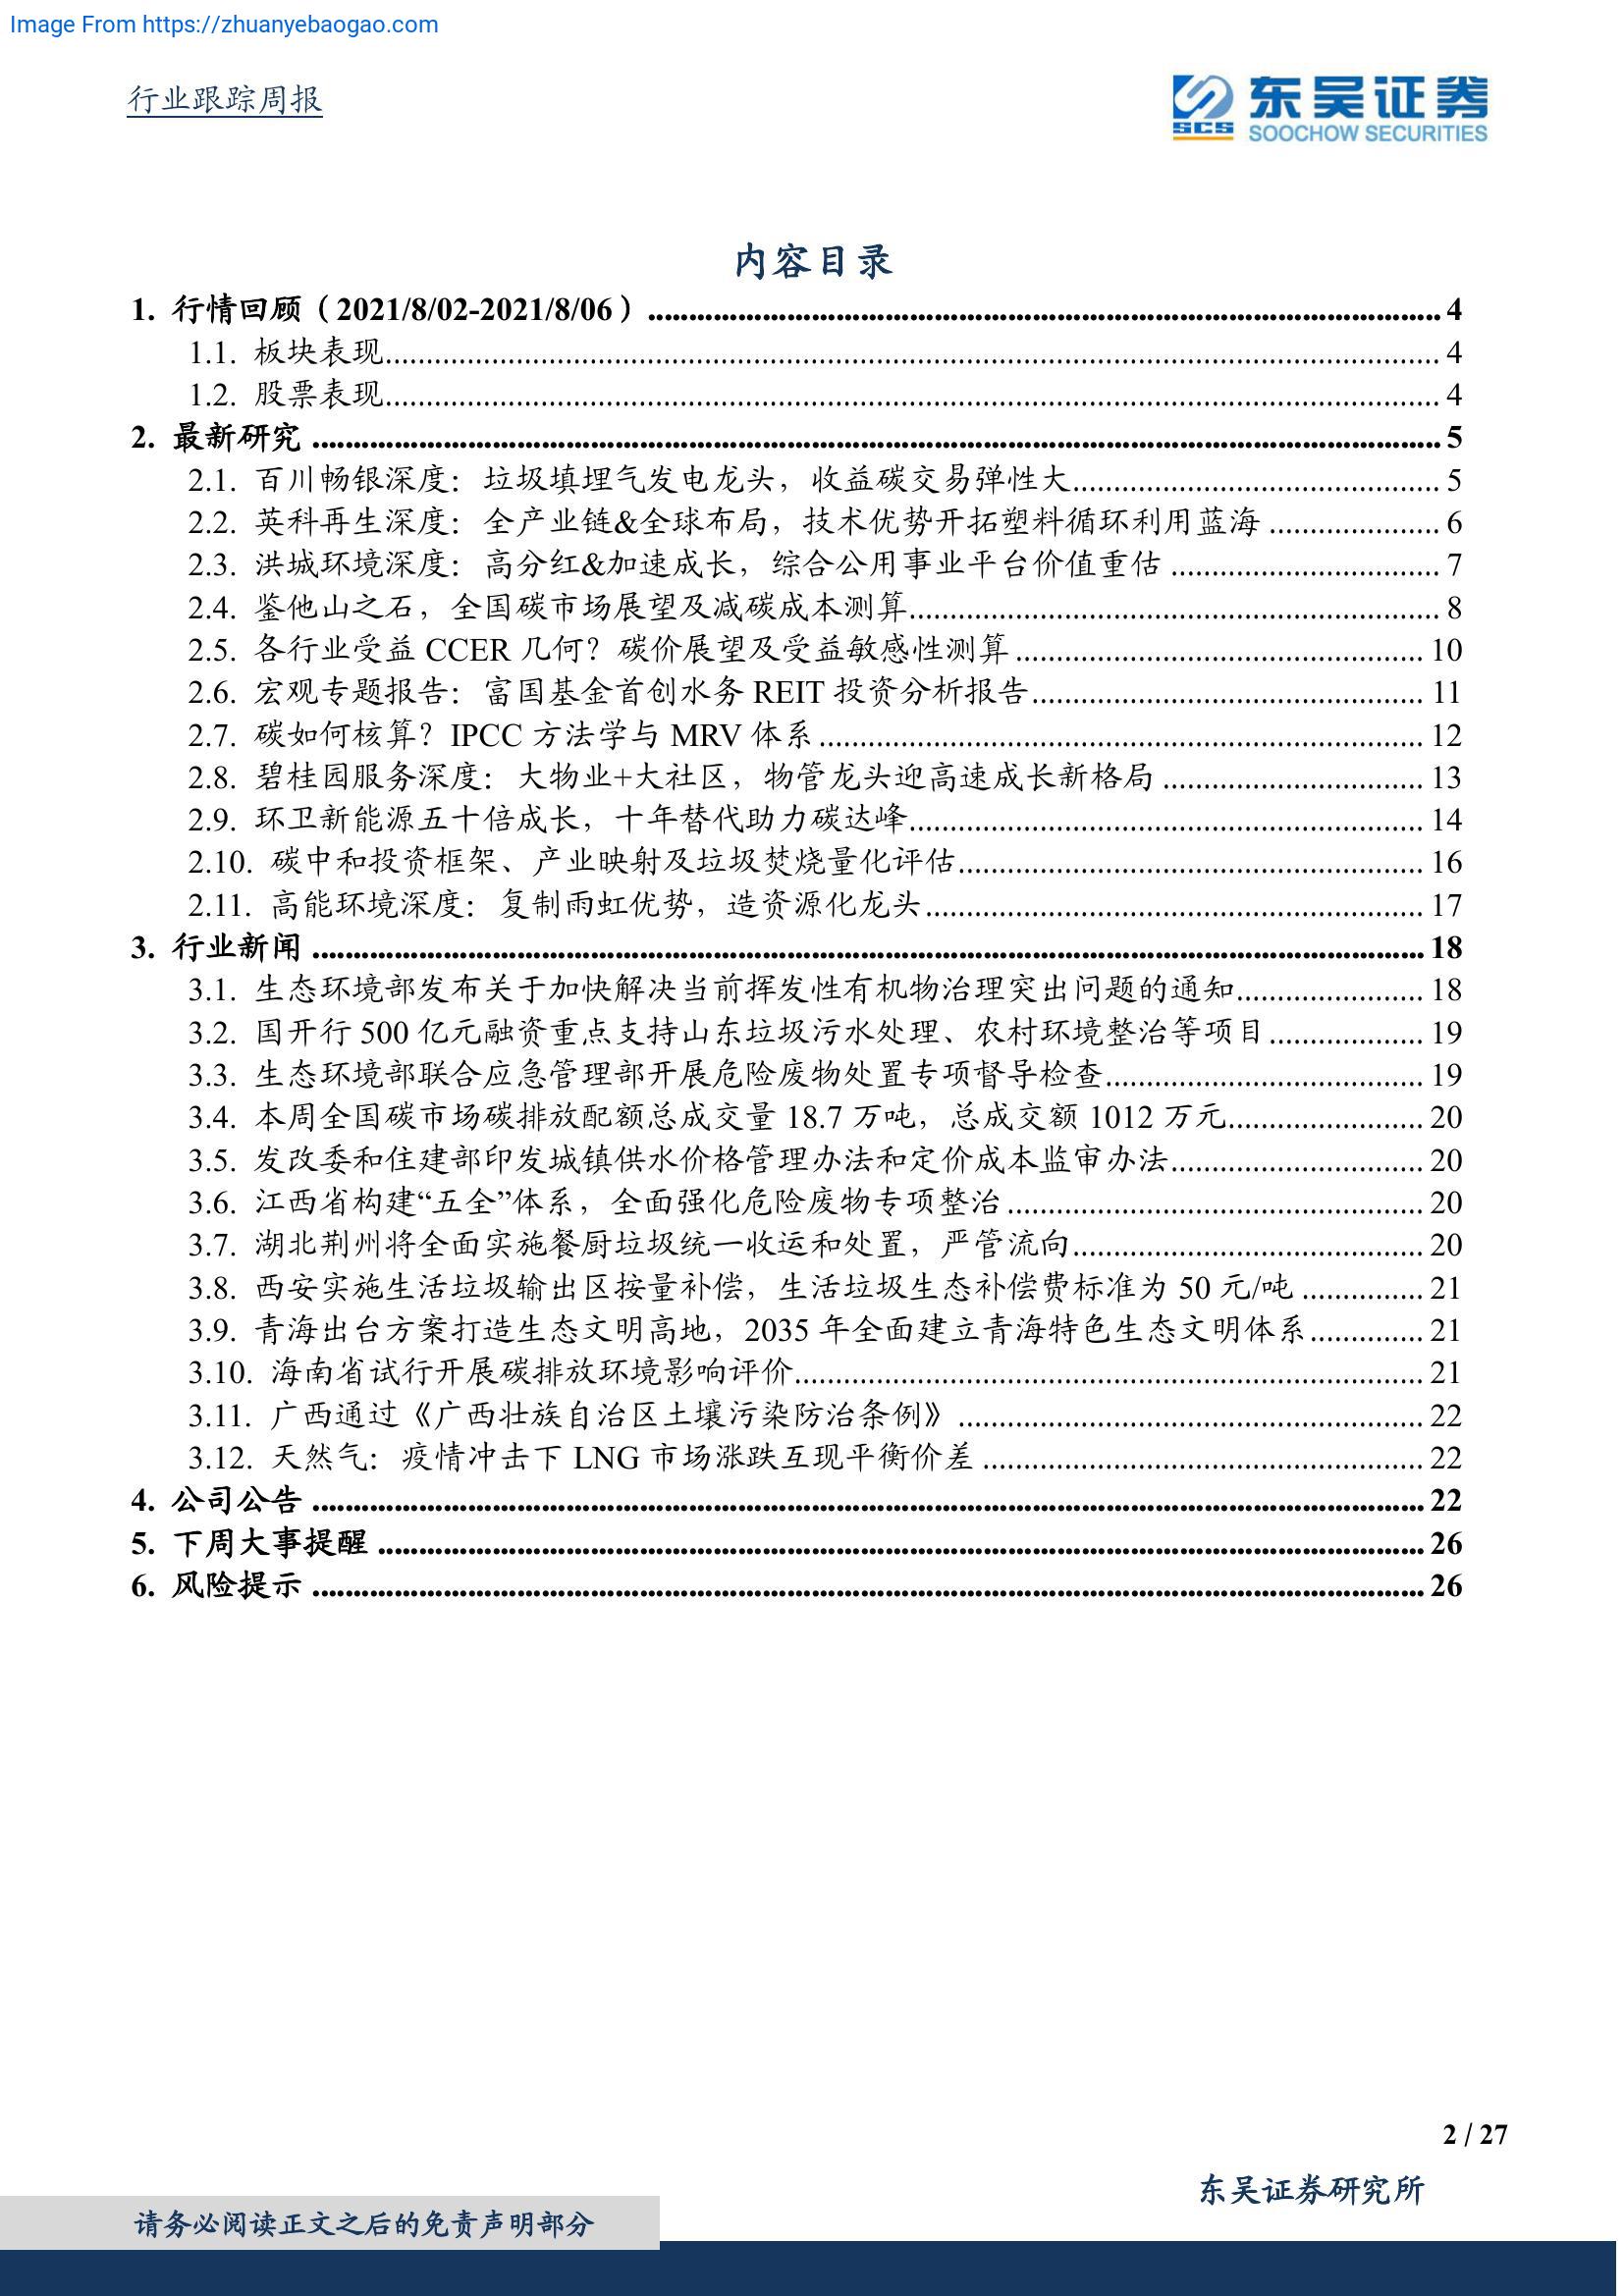 Image From https://zhuanyebaogao.com
行业跟踪周报
东吴证券
SCS
SOOCHOW SECURITIES
内容目录
1. 行情回顾（2021/8/02-2021/8/06）.......... 4
1.1. 板块表现.......... 4
1.2. 股票表现.......... 4
2. 最新研究 .......... 5
2.1. 百川畅银深度：垃圾填埋气发电龙头，收益碳交易弹性大.......... 5
2.2. 英科再生深度：全产业链&全球布局，技术优势开拓塑料循环利用蓝海 .......... 6
2.3. 洪城环境深度：高分红&加速成长，综合公用事业平台价值重估 .......... 7
2.4. 鉴他山之石，全国碳市场展望及减碳成本测算.......... 8
2.5. 各行业受益 CCER 几何？碳价展望及受益敏感性测算 .......... 10
2.6. 宏观专题报告：富国基金首创水务 REIT 投资分析报告.......... 11
2.7. 碳如何核算？IPCC 方法学与 MRV 体系 .......... 12
2.8. 碧桂园服务深度：大物业+大社区，物管龙头迎高速成长新格局 .......... 13
2.9. 环卫新能源五十倍成长，十年替代助力碳达峰.......... 14
2.10. 碳中和投资框架、产业映射及垃圾焚烧量化评估.......... 16
2.11. 高能环境深度：复制雨虹优势，造资源化龙头.......... 17
3. 行业新闻 .......... 18
3.1. 生态环境部发布关于加快解决当前挥发性有机物治理突出问题的通知.......... 18
3.2. 国开行 500 亿元融资重点支持山东垃圾污水处理、农村环境整治等项目.......... 19
3.3. 生态环境部联合应急管理部开展危险废物处置专项督导检查.......... 19
3.4. 本周全国碳市场碳排放配额总成交量 18.7 万吨，总成交额 1012 万元.......... 20
3.5. 发改委和住建部印发城镇供水价格管理办法和定价成本监审办法.......... 20
3.6. 江西省构建“五全”体系，全面强化危险废物专项整治 .......... 20
3.7. 湖北荆州将全面实施餐厨垃圾统一收运和处置，严管流向.......... 20
3.8. 西安实施生活垃圾输出区按量补偿，生活垃圾生态补偿费标准为 50 元/吨 .......... 21
3.9. 青海出台方案打造生态文明高地，2035 年全面建立青海特色生态文明体系.......... 21
3.10. 海南省试行开展碳排放环境影响评价.......... 21
3.11. 广西通过《广西壮族自治区土壤污染防治条例》 .......... 22
3.12. 天然气：疫情冲击下 LNG 市场涨跌互现平衡价差 .......... 22
4. 公司公告 .......... 22
5. 下周大事提醒 .......... 26
6. 风险提示 .......... 26
2 / 27
东吴证券研究所
请务必阅读正文之后的免责声明部分